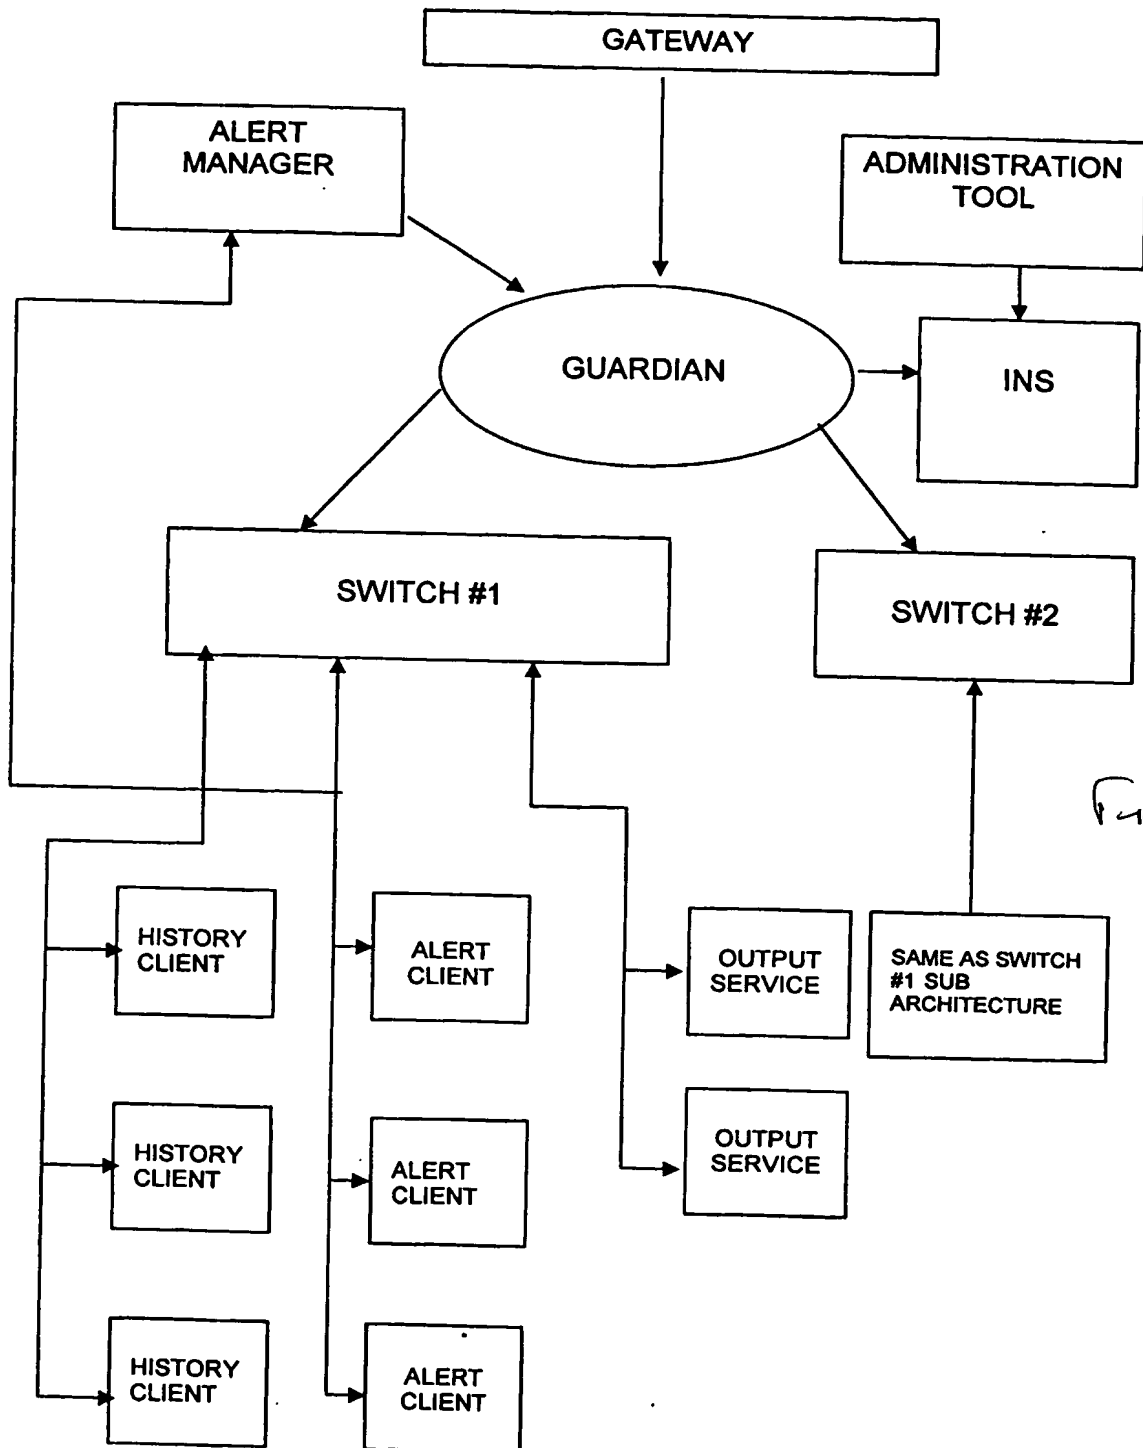 GATEWAY
ALERT
MANAGER
ADMINISTRATION
TOOL
GUARDIAN
INS
SWITCH #1
SWITCH #2
HISTORY
CLIENT
ALERT
CLIENT
OUTPUT
SERVICE
SAME AS SWITCH
#1 SUB
ARCHITECTURE
HISTORY
CLIENT
ALERT
CLIENT
OUTPUT
SERVICE
HISTORY
CLIENT
ALERT
CLIENT